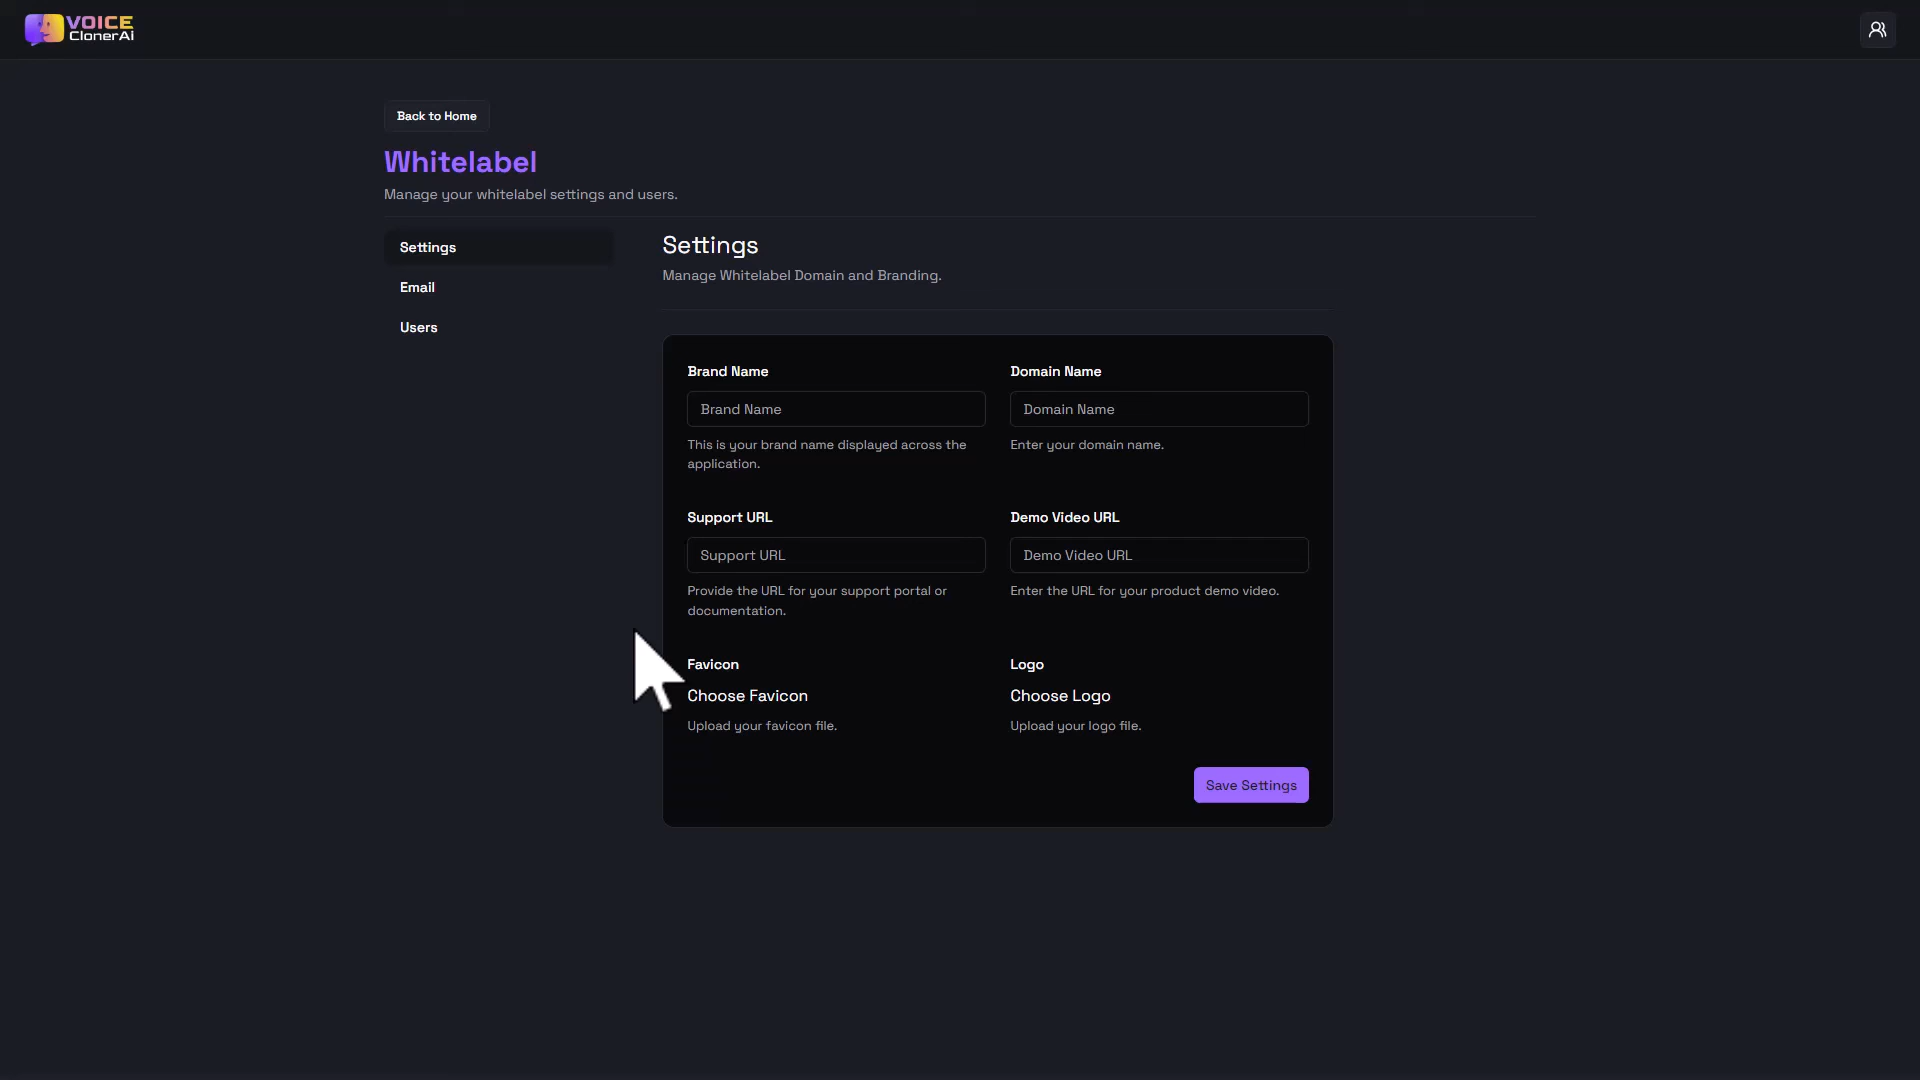 VOICE
ClonerAi
Back to Home
Whitelabel
Manage your whitelabel settings and users.
Settings
Email
Users
Settings
Manage Whitelabel Domain and Branding.
Brand Name
Brand Name
This is your brand name displayed across the
application.
Domain Name
Domain Name
Enter your domain name.
Support URL
Support URL
Provide the URL for your support portal or
documentation.
Demo Video URL
Demo Video URL
Enter the URL for your product demo video.
Favicon
Choose Favicon
Upload your favicon file.
Logo
Choose Logo
Upload your logo file.
Save Settings